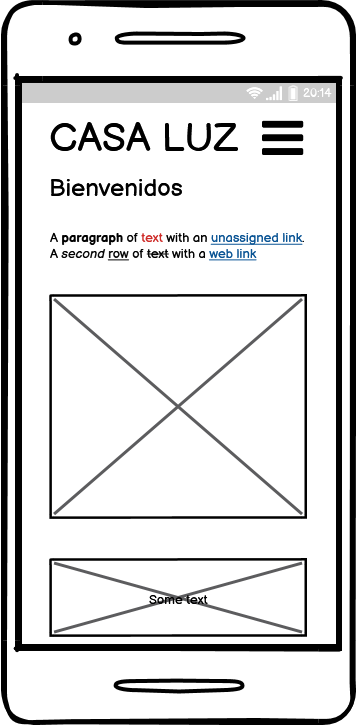 20:14
CASA LUZ
Bienvenidos
A paragraph of text with an unassigned link.
A second row of text with a web link
Some text